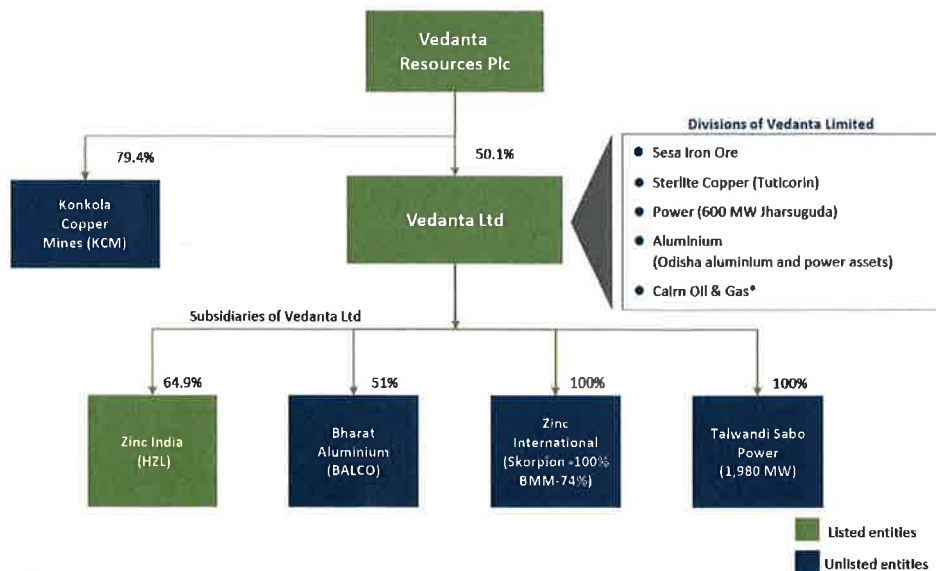 Vedanta
Resources Plc
Divisions of Vedanta Limited
79.4%
50.1%
Konkola
Copper
Mines (KCM)
Vedanta Ltd
● Sesa Iron Ore
● Sterlite Copper (Tuticorin)
● Power (600 MW Jharsuguda)
● Aluminium
(Odisha aluminium and power assets)
● Cairn Oil & Gas*
Subsidiaries of Vedanta Ltd
64.9%
51%
100%
100%
Zinc India
(HZL)
Bharat
Aluminium
(BALCO)
Zinc
International
(Skorpion -100%
BMM-74%)
Talwandi Sabo
Power
(1,980 MW)
Listed entities
Unlisted entities